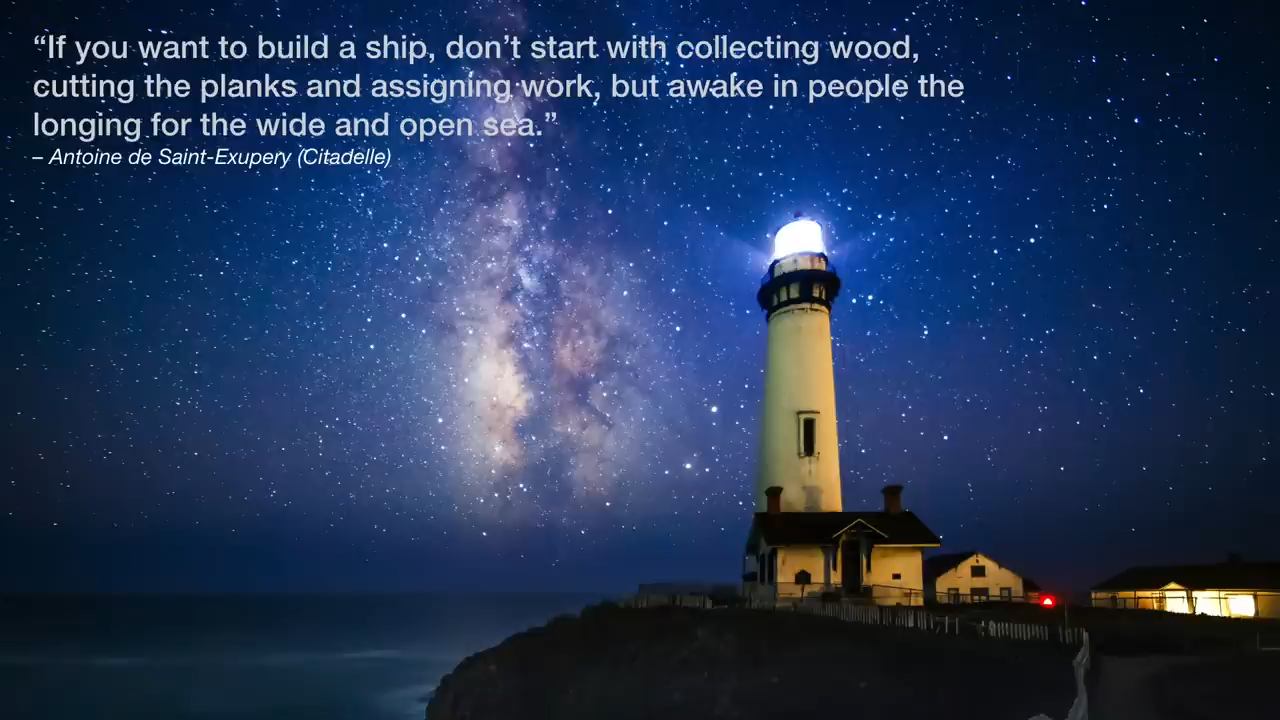 “If you want to build a ship, don’t start with collecting wood,
cutting the planks and assigning work, but awake in people the
longing for the wide and open sea.”
– Antoine de Saint-Exupery (Citadelle)